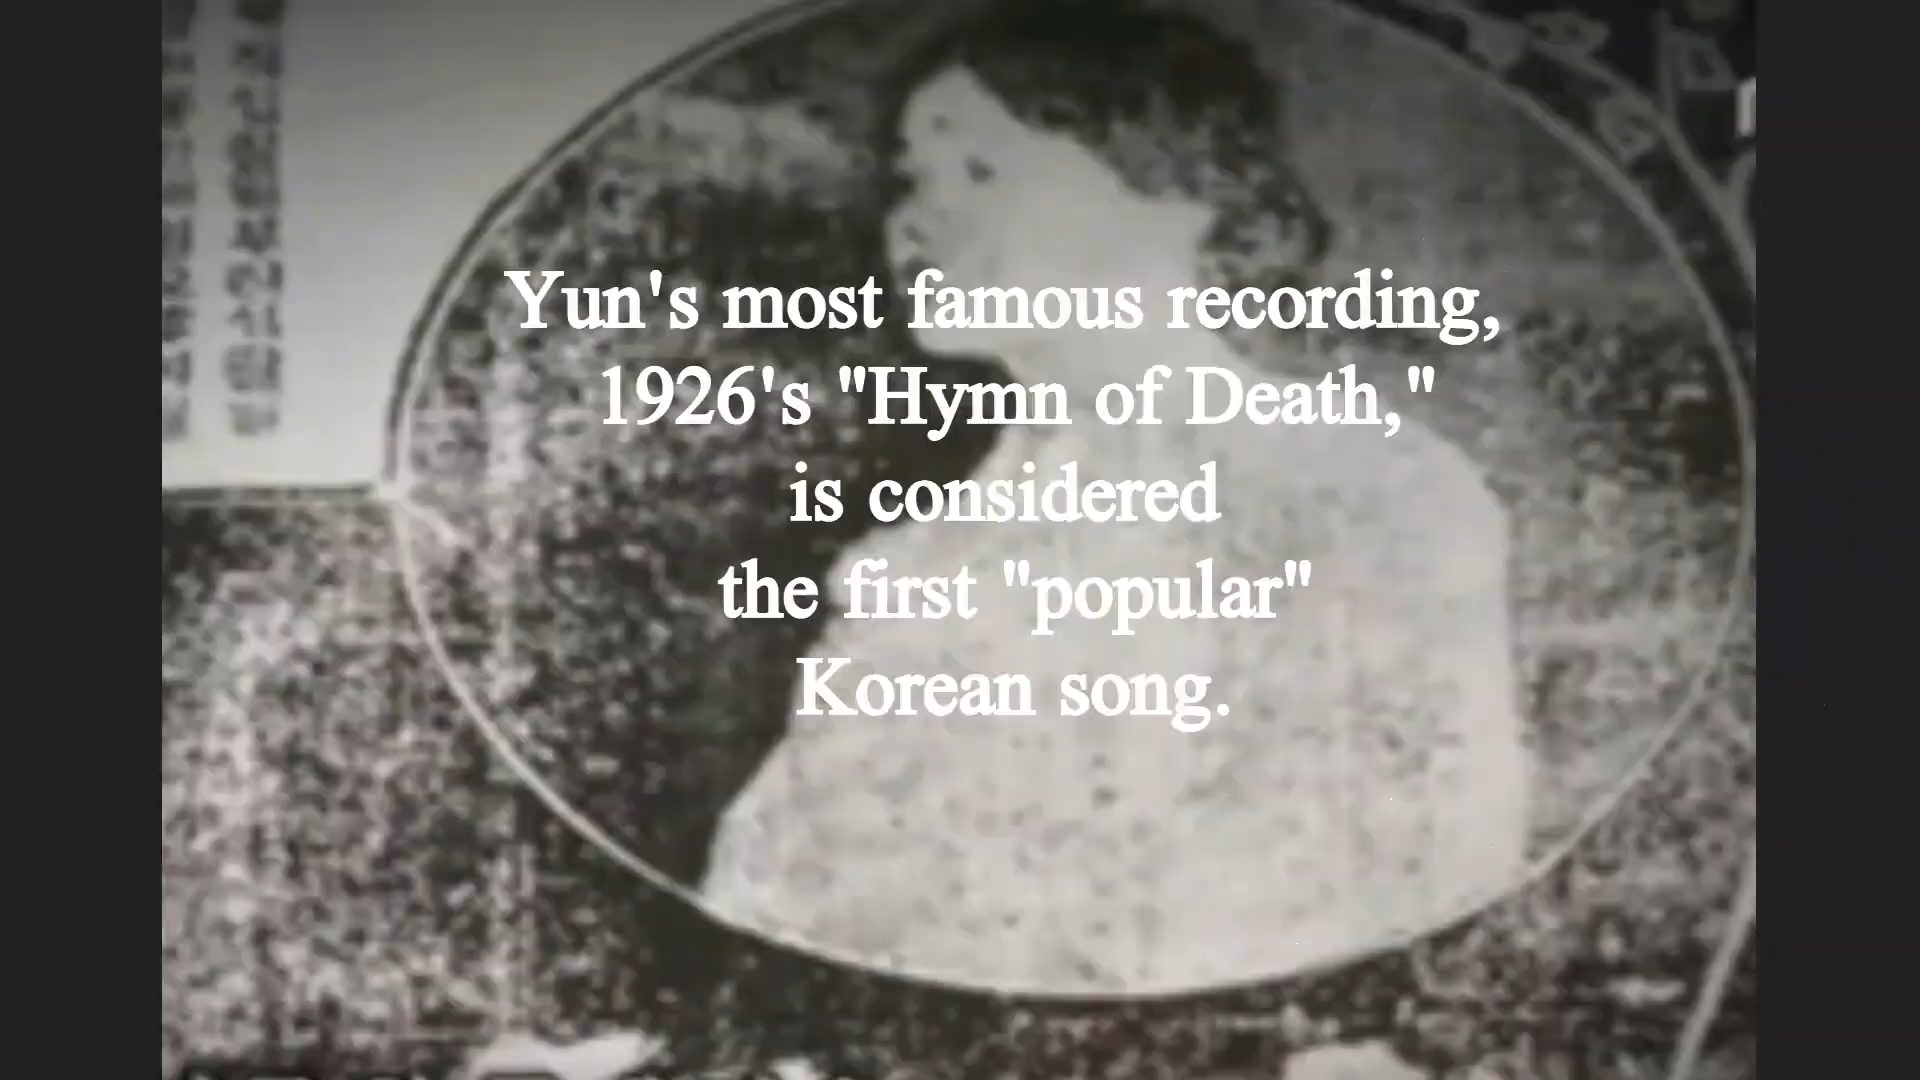 Yun's most famous recording,
1926's "Hymn of Death,"
is considered
the first "popular"
Korean song.